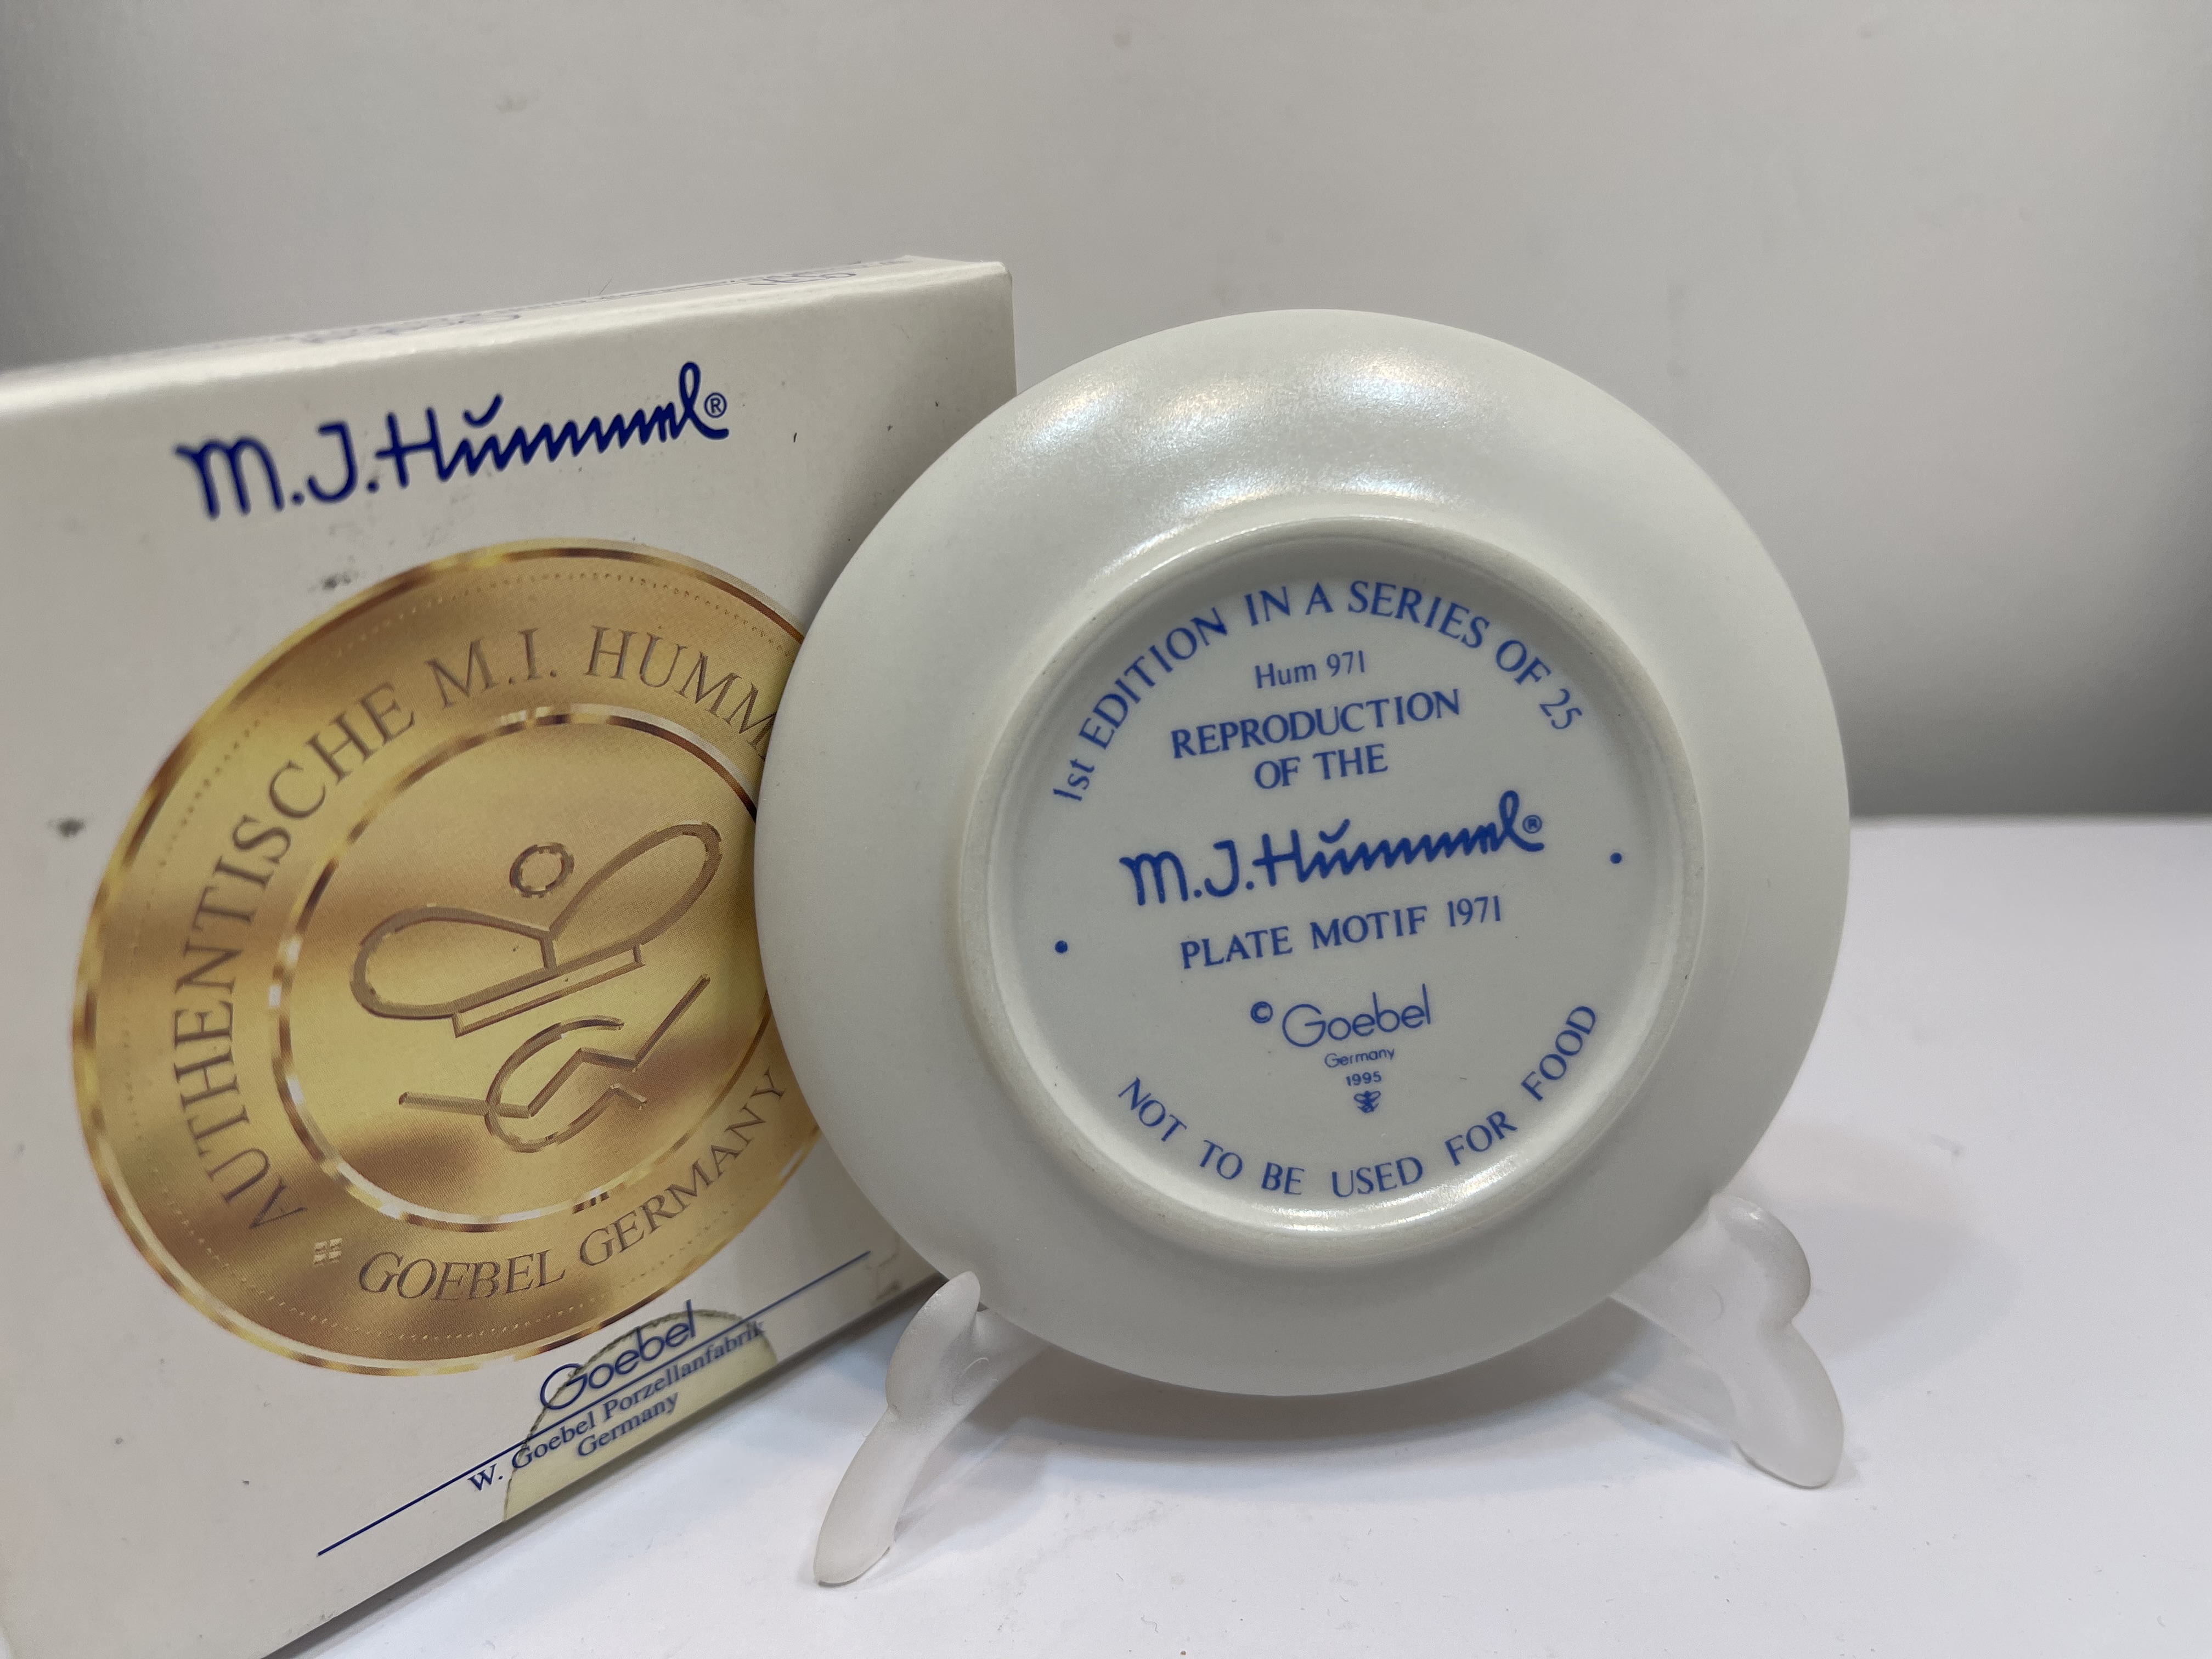 M.J.Hummel®
AUTHENTISCHE M.I. HUMM
GOEBEL GERMANY
Goebel
W. Goebel Porzellanfabrik
Germany
1st EDITION IN A SERIES OF 25
Hum 971
REPRODUCTION
OF THE
M.J.Hummel®
PLATE MOTIF 1971
© Goebel
Germany
1995
NOT TO BE USED FOR FOOD